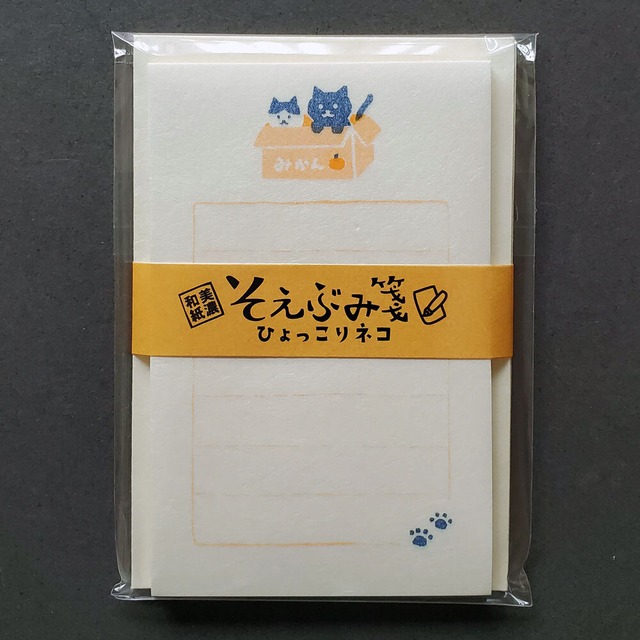 みかん
美濃和紙
そえぶみ箋
ひょっこりネコ